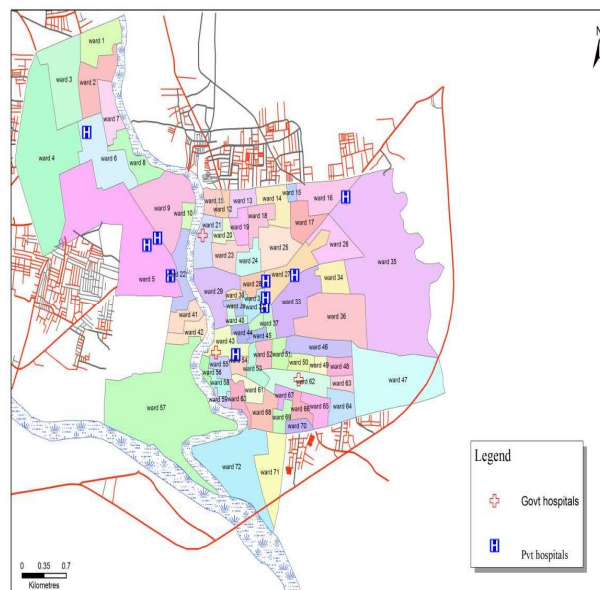 N
ward 1
ward 3
ward 2
ward 7
ward 4
ward 6
ward 8
ward 15
ward 11
ward 13
ward 14
ward 16
ward 9
ward 10
ward 12
ward 18
ward 21
ward 19
ward 17
ward 20
ward 26
ward 25
ward 35
ward 23
ward 24
ward 5
22
ward 28
ward 27
ward 34
ward 29
ward 30
ward 33
ward 41
ward 40
ward 37
ward 36
ward 42
ward 44
ward 45
ward 43
ward 46
ward 52
ward 51
ward 54
ward 55
ward 50
ward 49
ward 48
ward 56
ward 53
ward 58
ward 62
ward 63
ward 47
ward 61
ward 59
ward 67
ward 57
ward 66
ward 65
ward 64
ward 68
ward 69
ward 70
ward 72
ward 71
Legend
Govt hospitals
Pvt hospitals
0 0.35 0.7
Kilometres